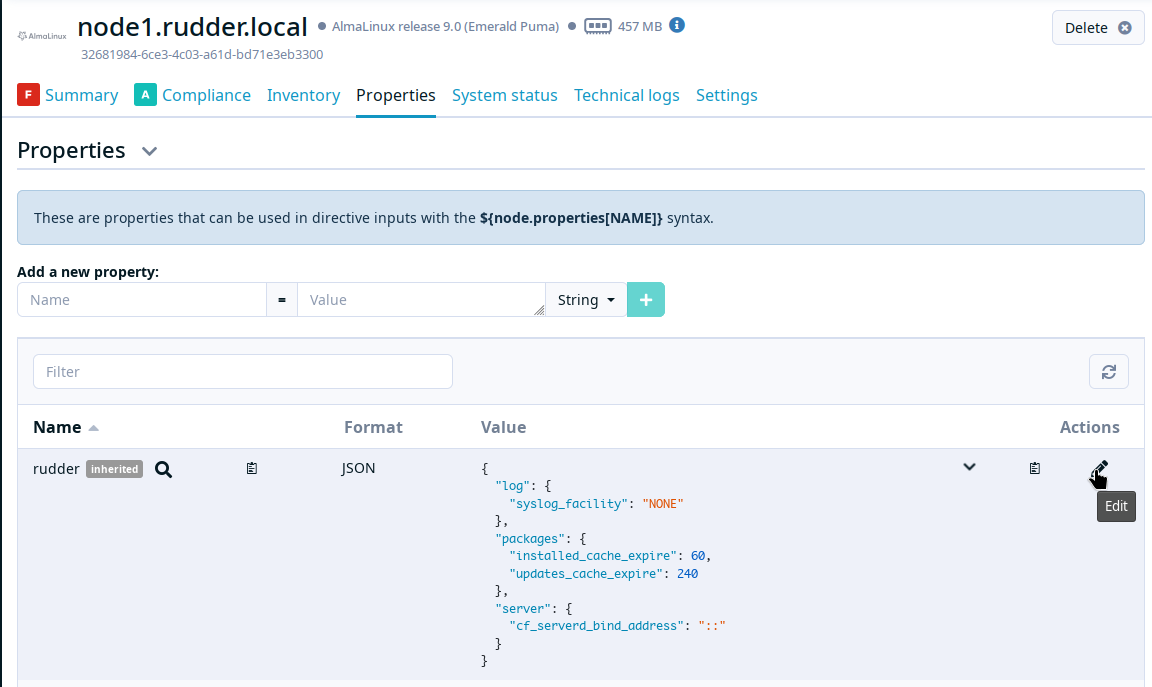 AlmaLinux node1.rudder.local AlmaLinux release 9.0 (Emerald Puma) 457 MB Delete
32681984-6ce3-4c03-a61d-bd71e3eb3300
F Summary A Compliance Inventory Properties System status Technical logs Settings
Properties
These are properties that can be used in directive inputs with the ${node.properties[NAME]} syntax.
Add a new property:
Name = Value String +
Filter
Name Format Value Actions
rudder inherited JSON {
"log": {
"syslog_facility": "NONE"
Edit
},
"packages": {
"installed_cache_expire": 60,
"updates_cache_expire": 240
},
"server": {
"cf_serverd_bind_address": "::"
}
}